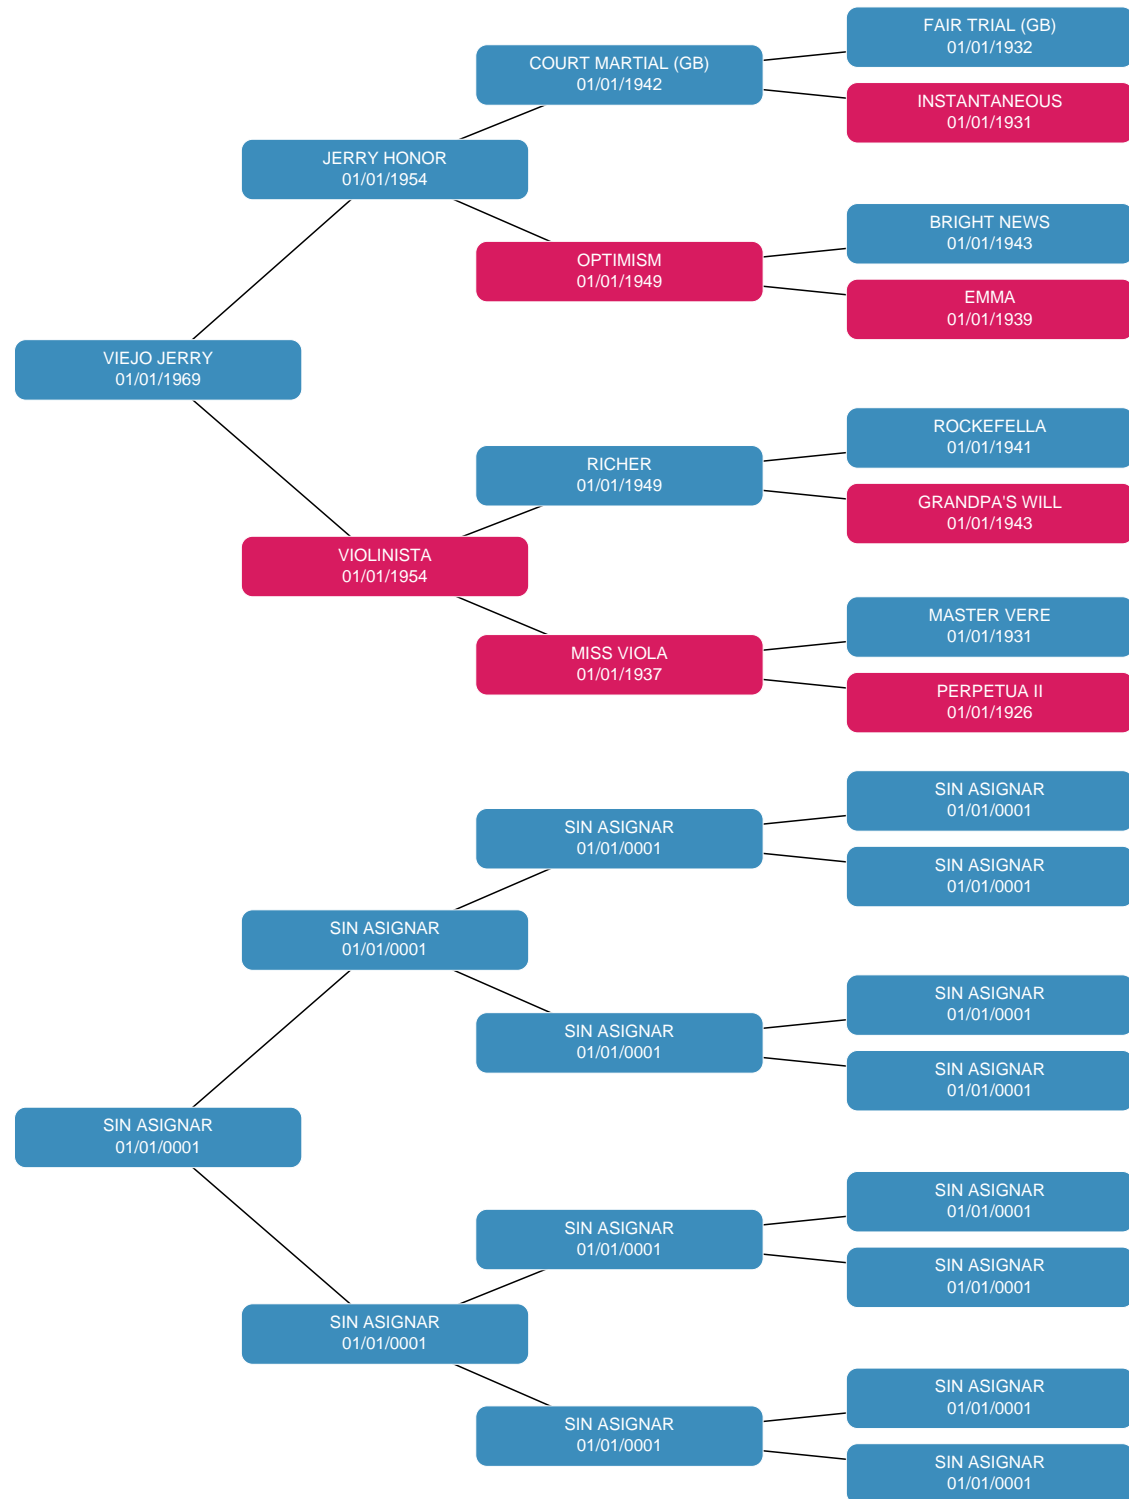 FAIR TRIAL (GB)
01/01/1932
COURT MARTIAL (GB)
01/01/1942
INSTANTANEOUS
01/01/1931
JERRY HONOR
01/01/1954
BRIGHT NEWS
01/01/1943
OPTIMISM
01/01/1949
EMMA
01/01/1939
VIEJO JERRY
01/01/1969
ROCKEFELLA
01/01/1941
RICHER
01/01/1949
GRANDPA'S WILL
01/01/1943
VIOLINISTA
01/01/1954
MASTER VERE
01/01/1931
MISS VIOLA
01/01/1937
PERPETUA II
01/01/1926
SIN ASIGNAR
01/01/0001
SIN ASIGNAR
01/01/0001
SIN ASIGNAR
01/01/0001
SIN ASIGNAR
01/01/0001
SIN ASIGNAR
01/01/0001
SIN ASIGNAR
01/01/0001
SIN ASIGNAR
01/01/0001
SIN ASIGNAR
01/01/0001
SIN ASIGNAR
01/01/0001
SIN ASIGNAR
01/01/0001
SIN ASIGNAR
01/01/0001
SIN ASIGNAR
01/01/0001
SIN ASIGNAR
01/01/0001
SIN ASIGNAR
01/01/0001
SIN ASIGNAR
01/01/0001